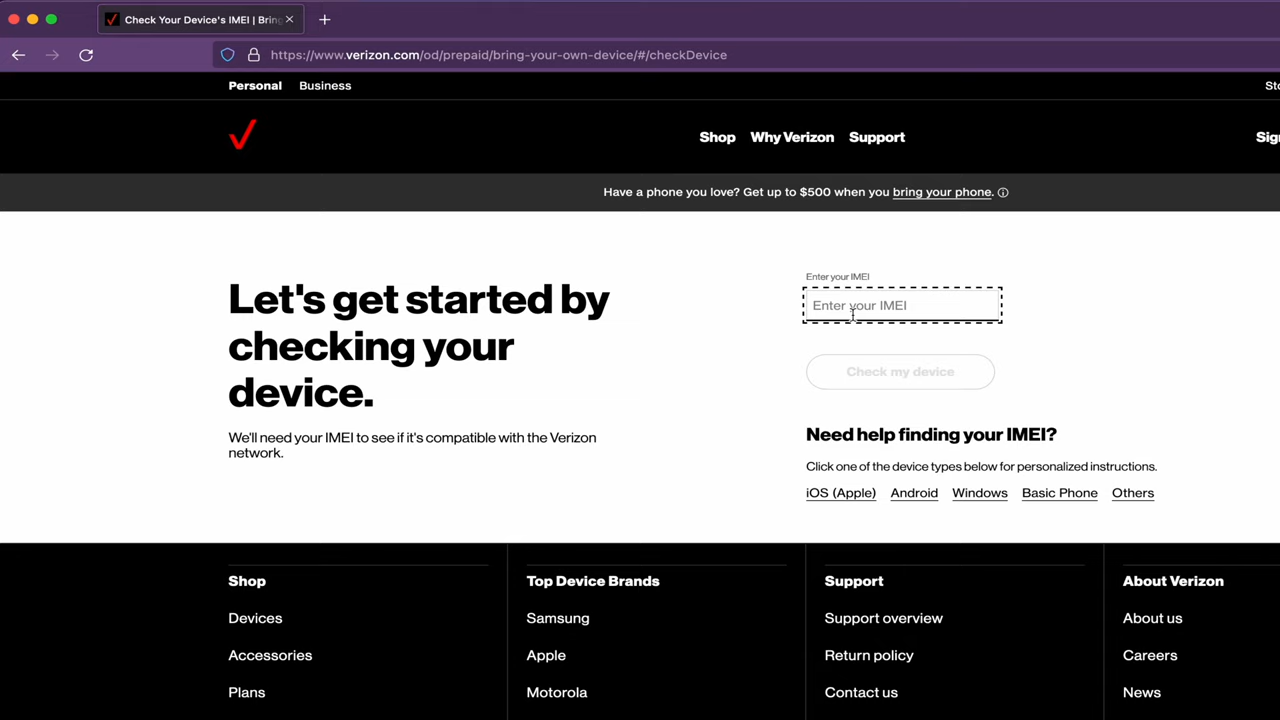 Check Your Device's IMEI | Bring
https://www.verizon.com/od/prepaid/bring-your-own-device/#/checkDevice
Personal Business
Shop Why Verizon Support
Have a phone you love? Get up to $500 when you bring your phone.
Let's get started by
checking your
device.
We'll need your IMEI to see if it's compatible with the Verizon
network.
Enter your IMEI
Enter your IMEI
Check my device
Need help finding your IMEI?
Click one of the device types below for personalized instructions.
iOS (Apple) Android Windows Basic Phone Others
Shop
Devices
Accessories
Plans
Top Device Brands
Samsung
Apple
Motorola
Support
Support overview
Return policy
Contact us
About Verizon
About us
Careers
News